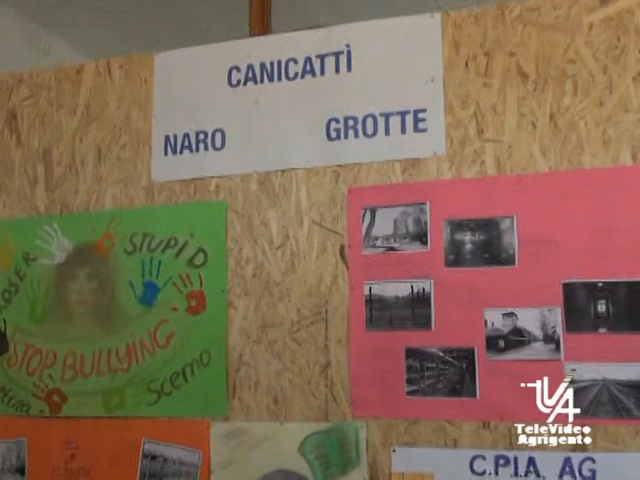 CANICATTÌ
NARO GROTTE
LOSER STUPID
STOP BULLYING
Scemo
TELEVIDEO
AGRIGENTO
C.P.I.A. AG